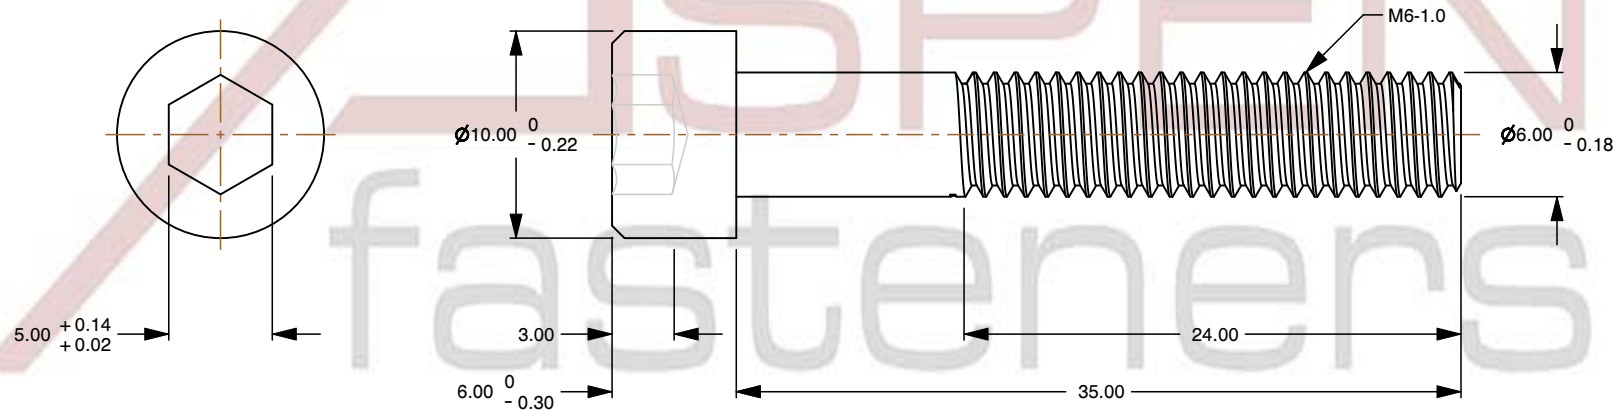 SPEN
fasteners
M6-1.0
Ø10.00 0
- 0.22
Ø6.00 0
- 0.18
5.00 + 0.14
+ 0.02
3.00
24.00
6.00 0
- 0.30
35.00